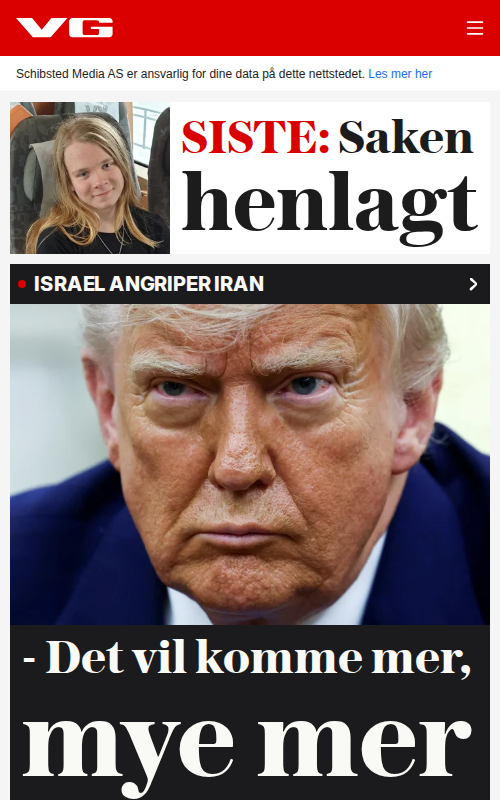 VG
Schibsted Media AS er ansvarlig for dine data på dette nettstedet. Les mer her
SISTE: Saken
henlagt
ISRAEL ANGRIPER IRAN
- Det vil komme mer,
mye mer